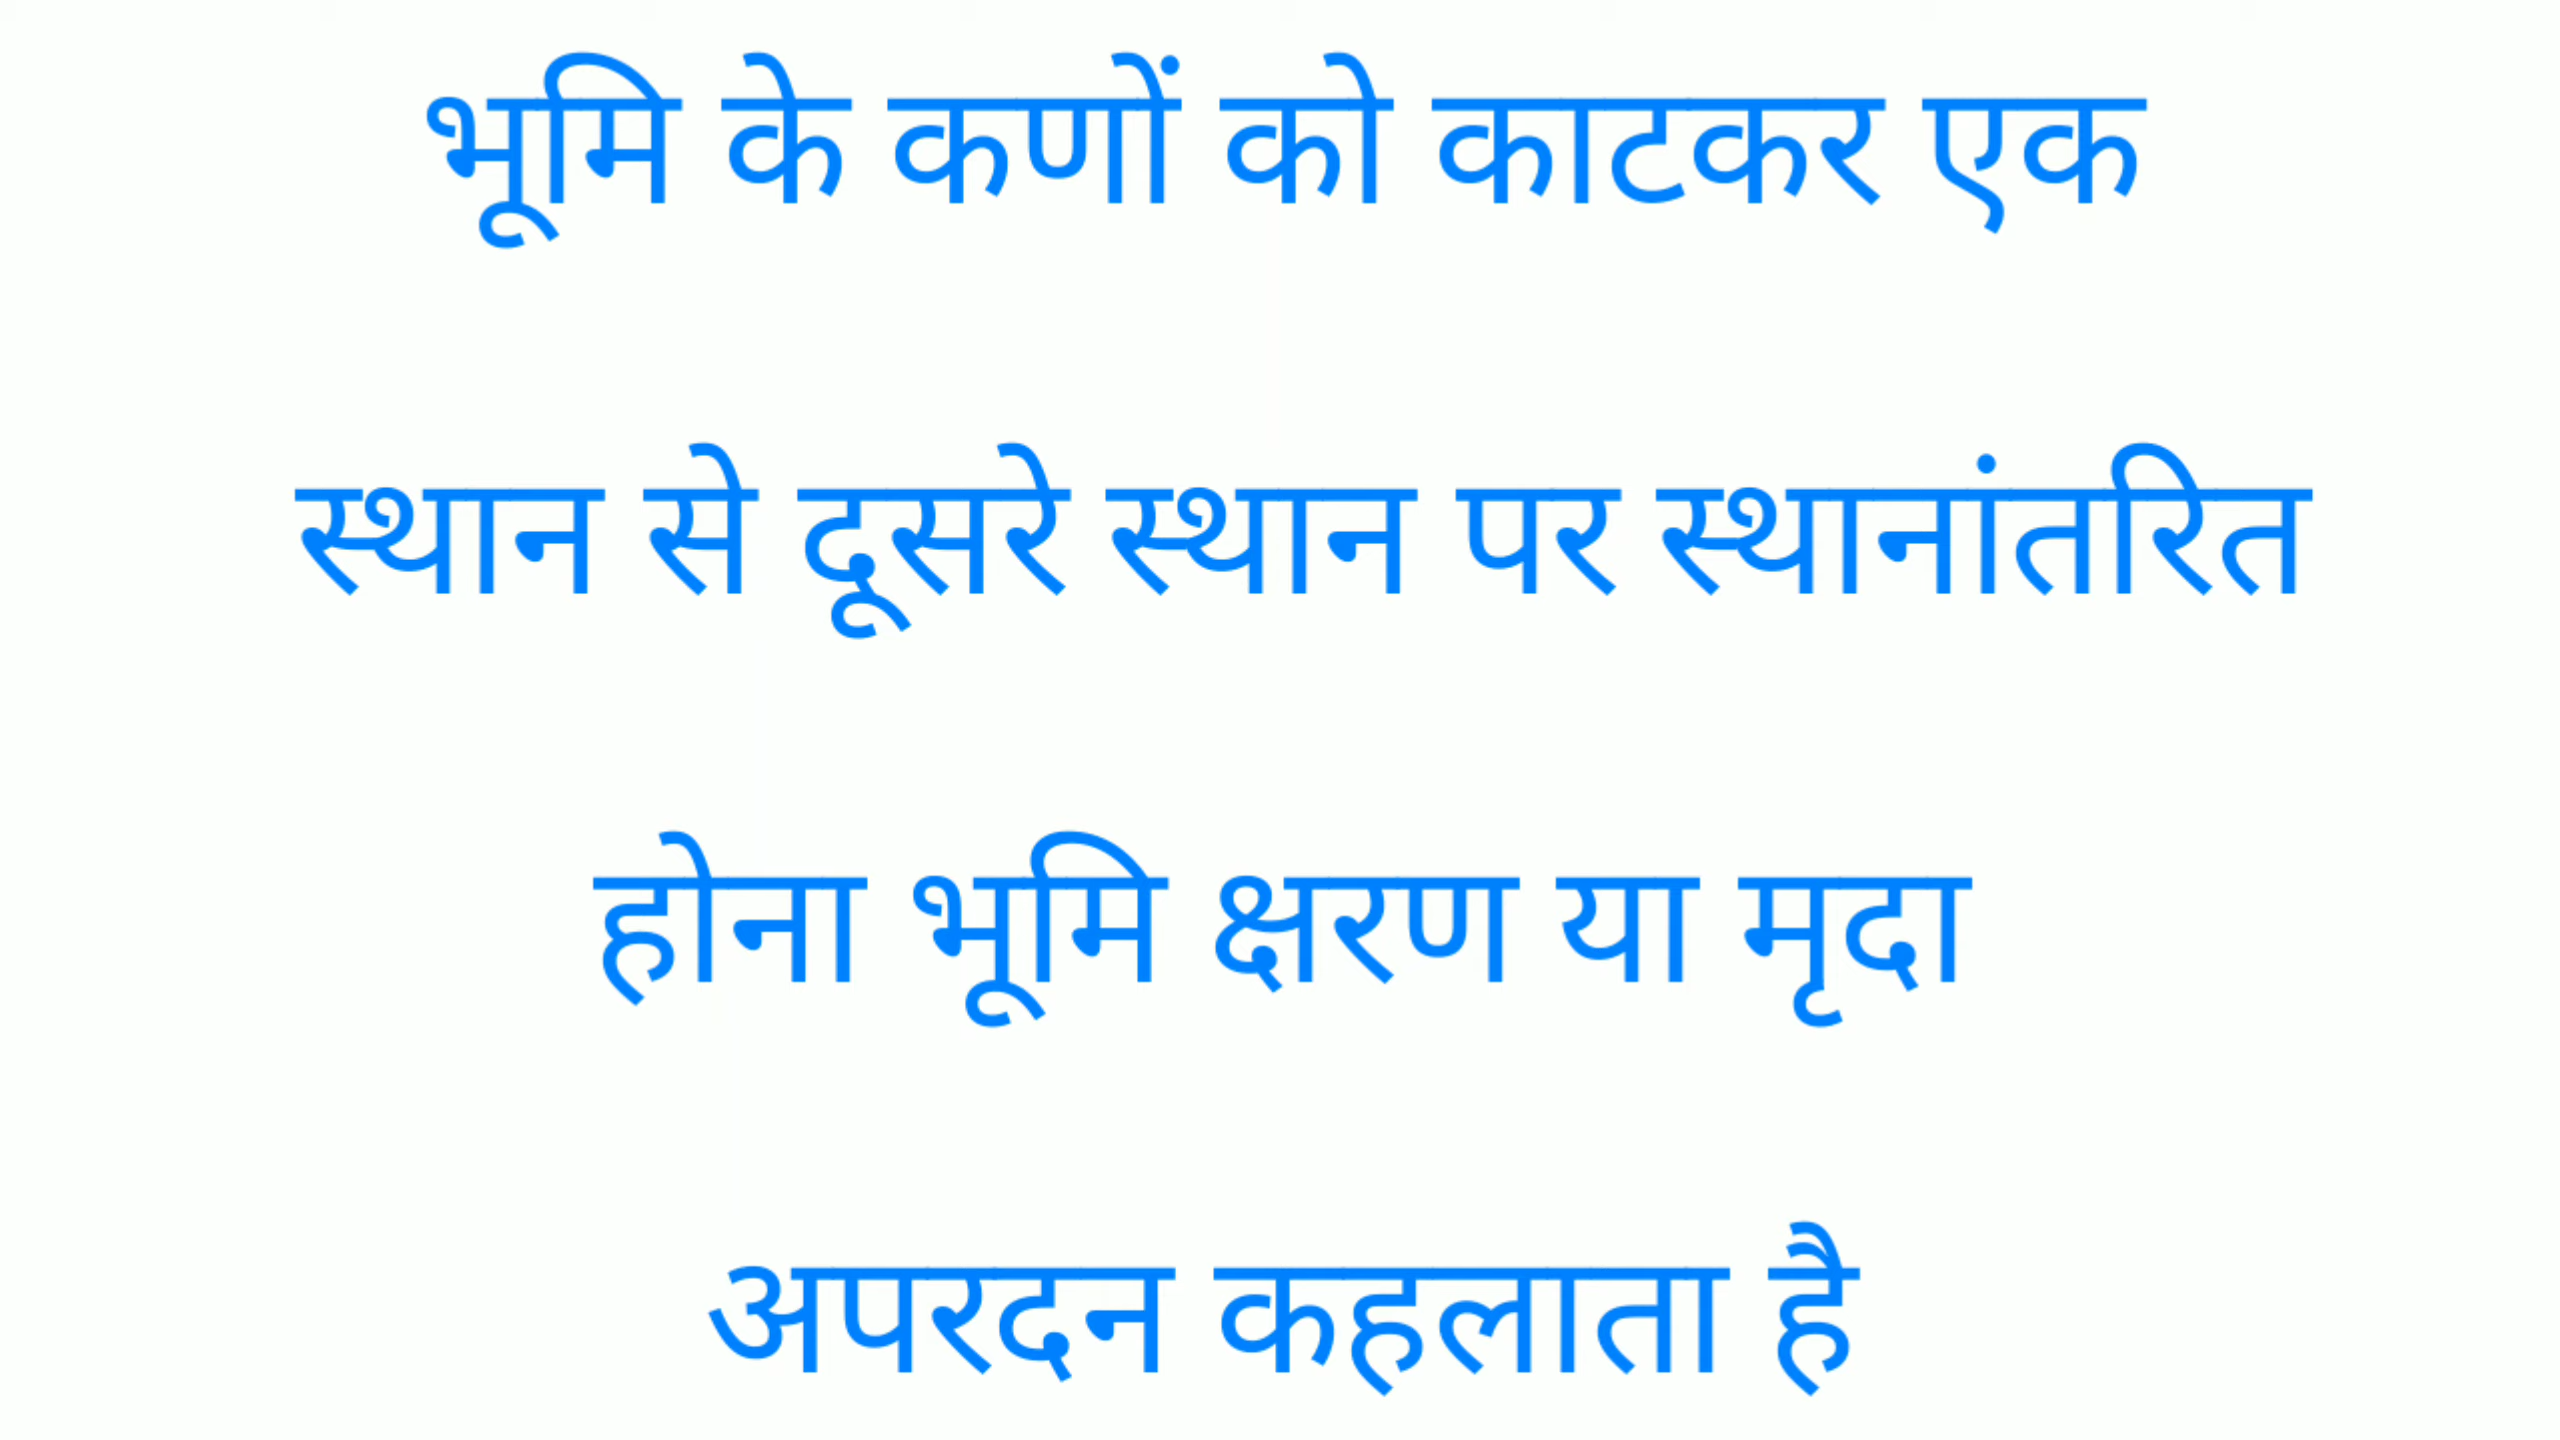 भूमि के कणों को काटकर एक
स्थान से दूसरे स्थान पर स्थानांतरित
होना भूमि क्षरण या मृदा
अपरदन कहलाता है